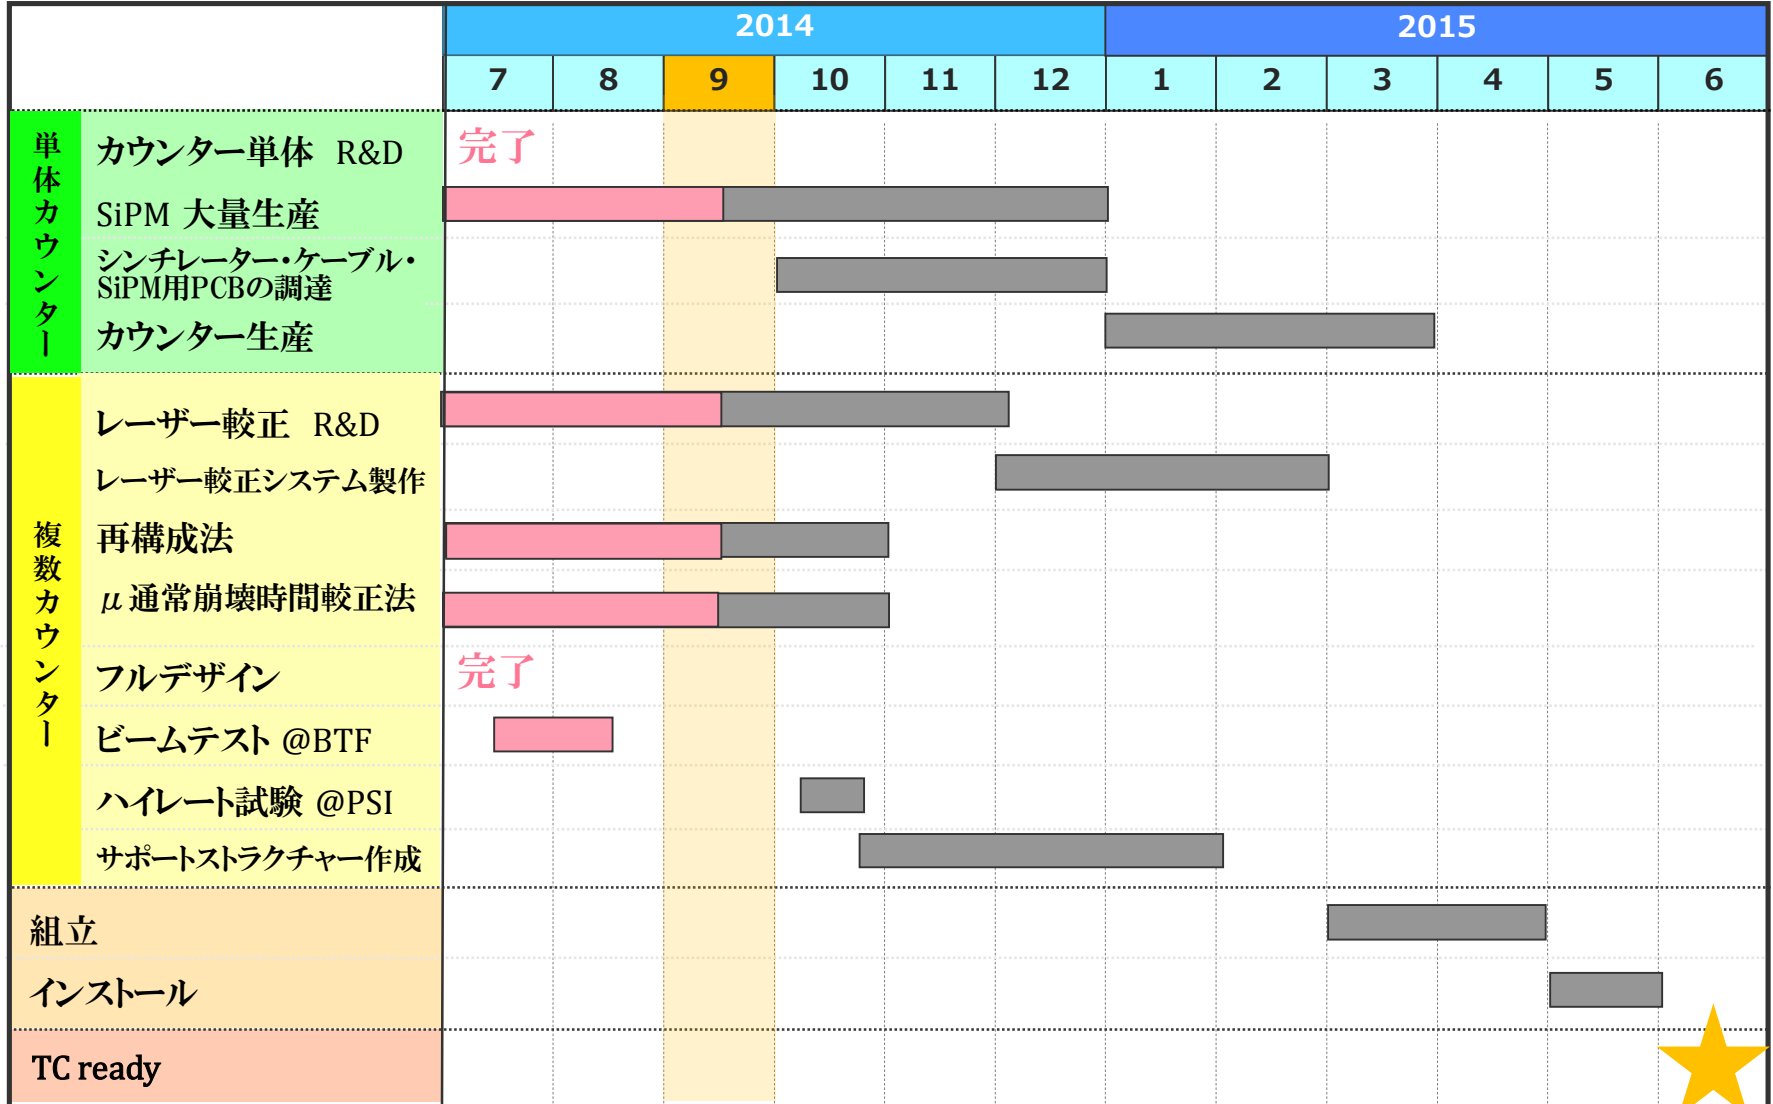 2014 2015
7 8 9 10 11 12 1 2 3 4 5 6
単体カウンター
カウンター単体 R&D 完了
SiPM 大量生産
シンチレーター・ケーブル・
SiPM用PCBの調達
カウンター生産
複数カウンター
レーザー較正 R&D
レーザー較正システム製作
再構成法
μ通常崩壊時間較正法
フルデザイン 完了
ビームテスト @BTF
ハイレート試験 @PSI
サポートストラクチャー作成
組立
インストール
TC ready